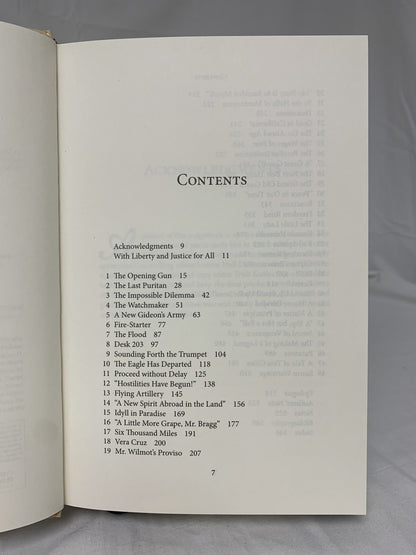 CONTENTS
Acknowledgments 9
With Liberty and Justice for All 11
1 The Opening Gun 15
2 The Last Puritan 28
3 The Impossible Dilemma 42
4 The Watchmaker 51
5 A New Gideon's Army 63
6 Fire-Starter 77
7 The Flood 87
8 Desk 203 97
9 Sounding Forth the Trumpet 104
10 The Eagle Has Departed 118
11 Proceed without Delay 125
12 "Hostilities Have Begun!" 138
13 Flying Artillery 145
14 "A New Spirit Abroad in the Land" 156
15 Idyll in Paradise 169
16 "A Little More Grape, Mr. Bragg" 177
17 Six Thousand Miles 191
18 Vera Cruz 200
19 Mr. Wilmot's Proviso 207
7